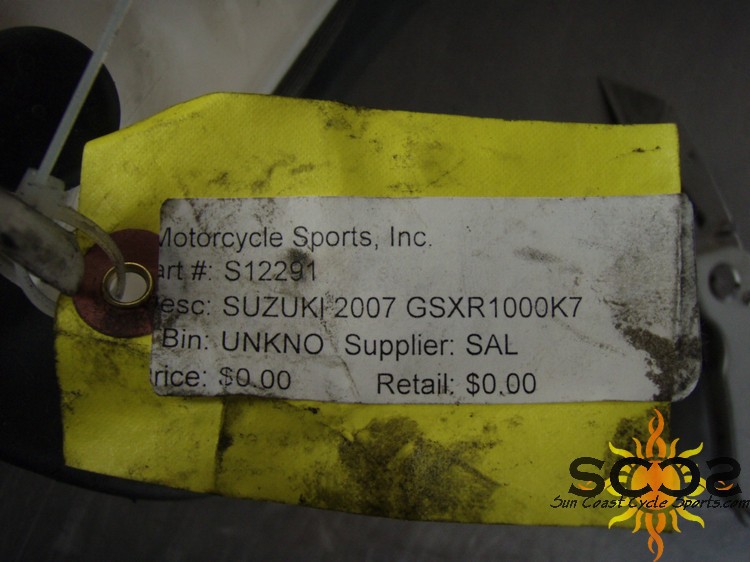 Motorcycle Sports, Inc.
art #: S12291
esc: SUZUKI 2007 GSXR1000K7
Bin: UNKNO Supplier: SAL
rice: $0.00 Retail: $0.00
SCCS
Sun Coast Cycle Sports.com